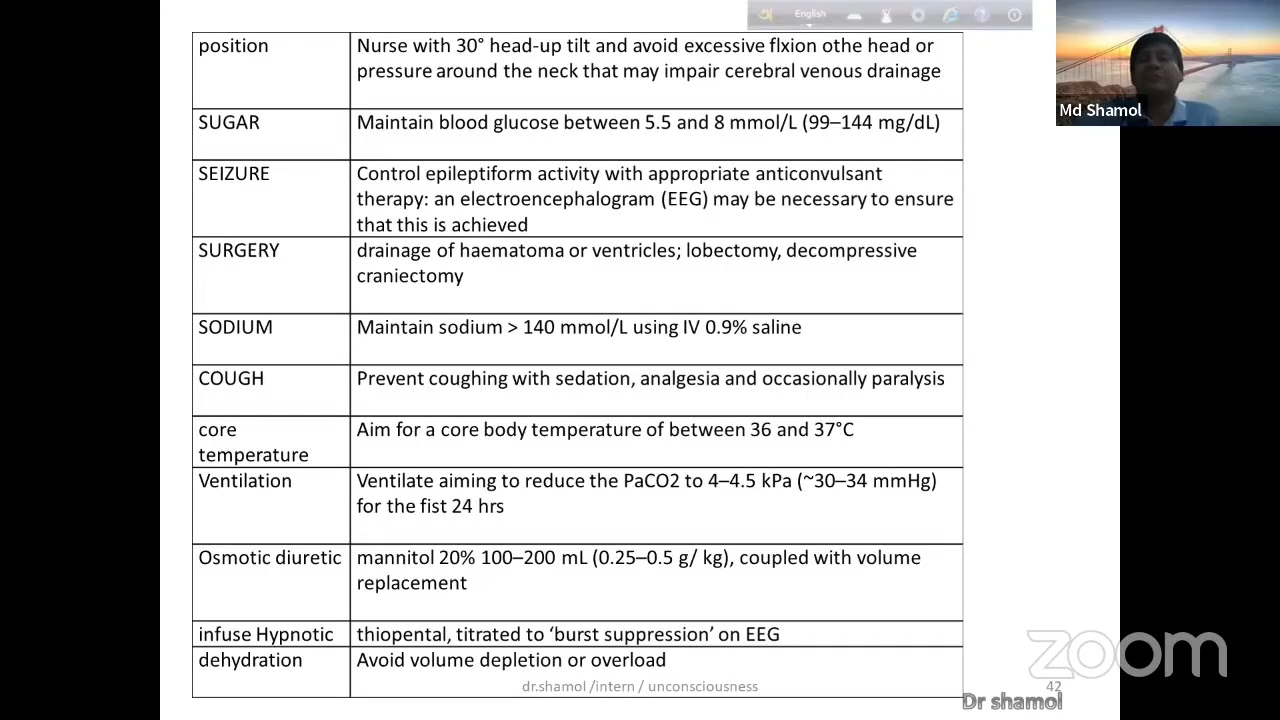 English
position Nurse with 30° head-up tilt and avoid excessive flxion othe head or
pressure around the neck that may impair cerebral venous drainage
SUGAR Maintain blood glucose between 5.5 and 8 mmol/L (99–144 mg/dL)
SEIZURE Control epileptiform activity with appropriate anticonvulsant
therapy: an electroencephalogram (EEG) may be necessary to ensure
that this is achieved
SURGERY drainage of haematoma or ventricles; lobectomy, decompressive
craniectomy
SODIUM Maintain sodium > 140 mmol/L using IV 0.9% saline
COUGH Prevent coughing with sedation, analgesia and occasionally paralysis
core Aim for a core body temperature of between 36 and 37°C
temperature
Ventilation Ventilate aiming to reduce the PaCO2 to 4–4.5 kPa (~30–34 mmHg)
for the fist 24 hrs
Osmotic diuretic mannitol 20% 100–200 mL (0.25–0.5 g/ kg), coupled with volume
replacement
infuse Hypnotic thiopental, titrated to ‘burst suppression’ on EEG
dehydration Avoid volume depletion or overload
dr.shamol /intern / unconsciousness 42
Dr shamol
Md Shamol
zoom